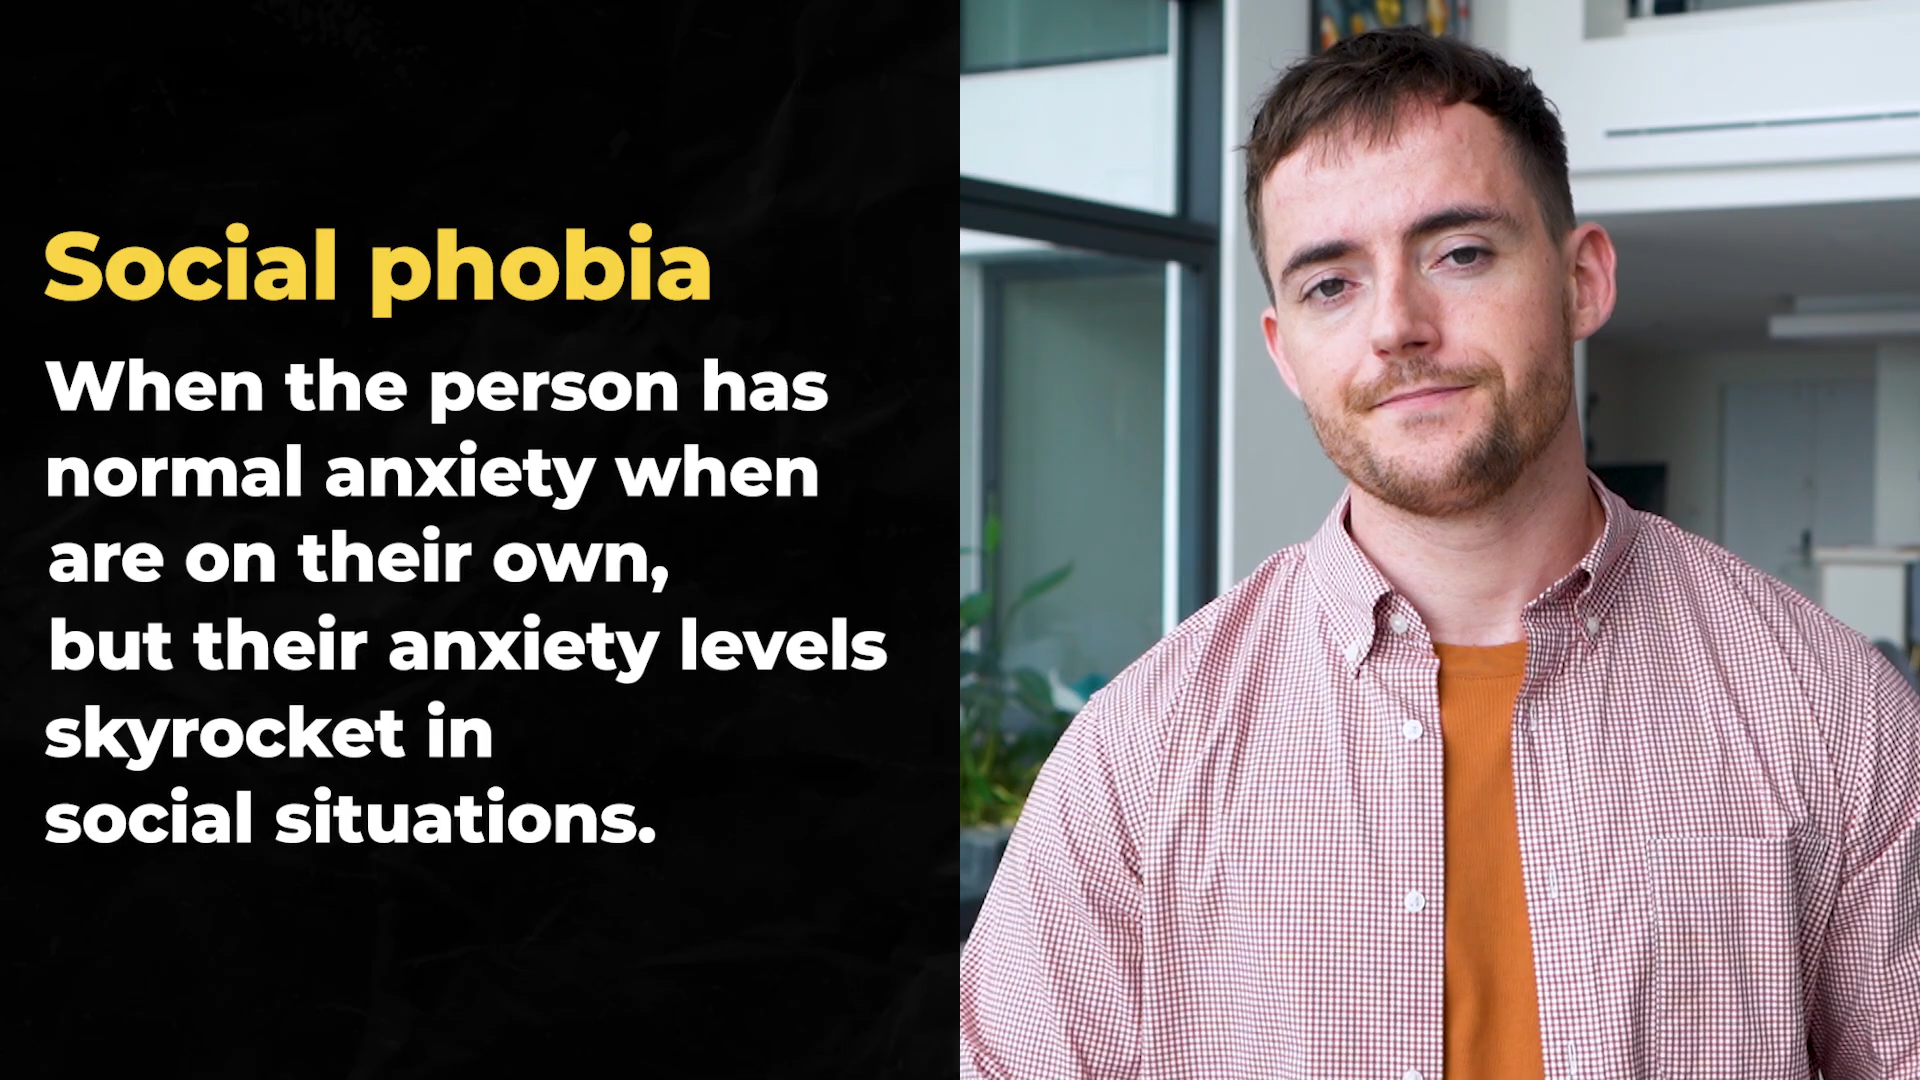 Social phobia
When the person has
normal anxiety when
are on their own,
but their anxiety levels
skyrocket in
social situations.